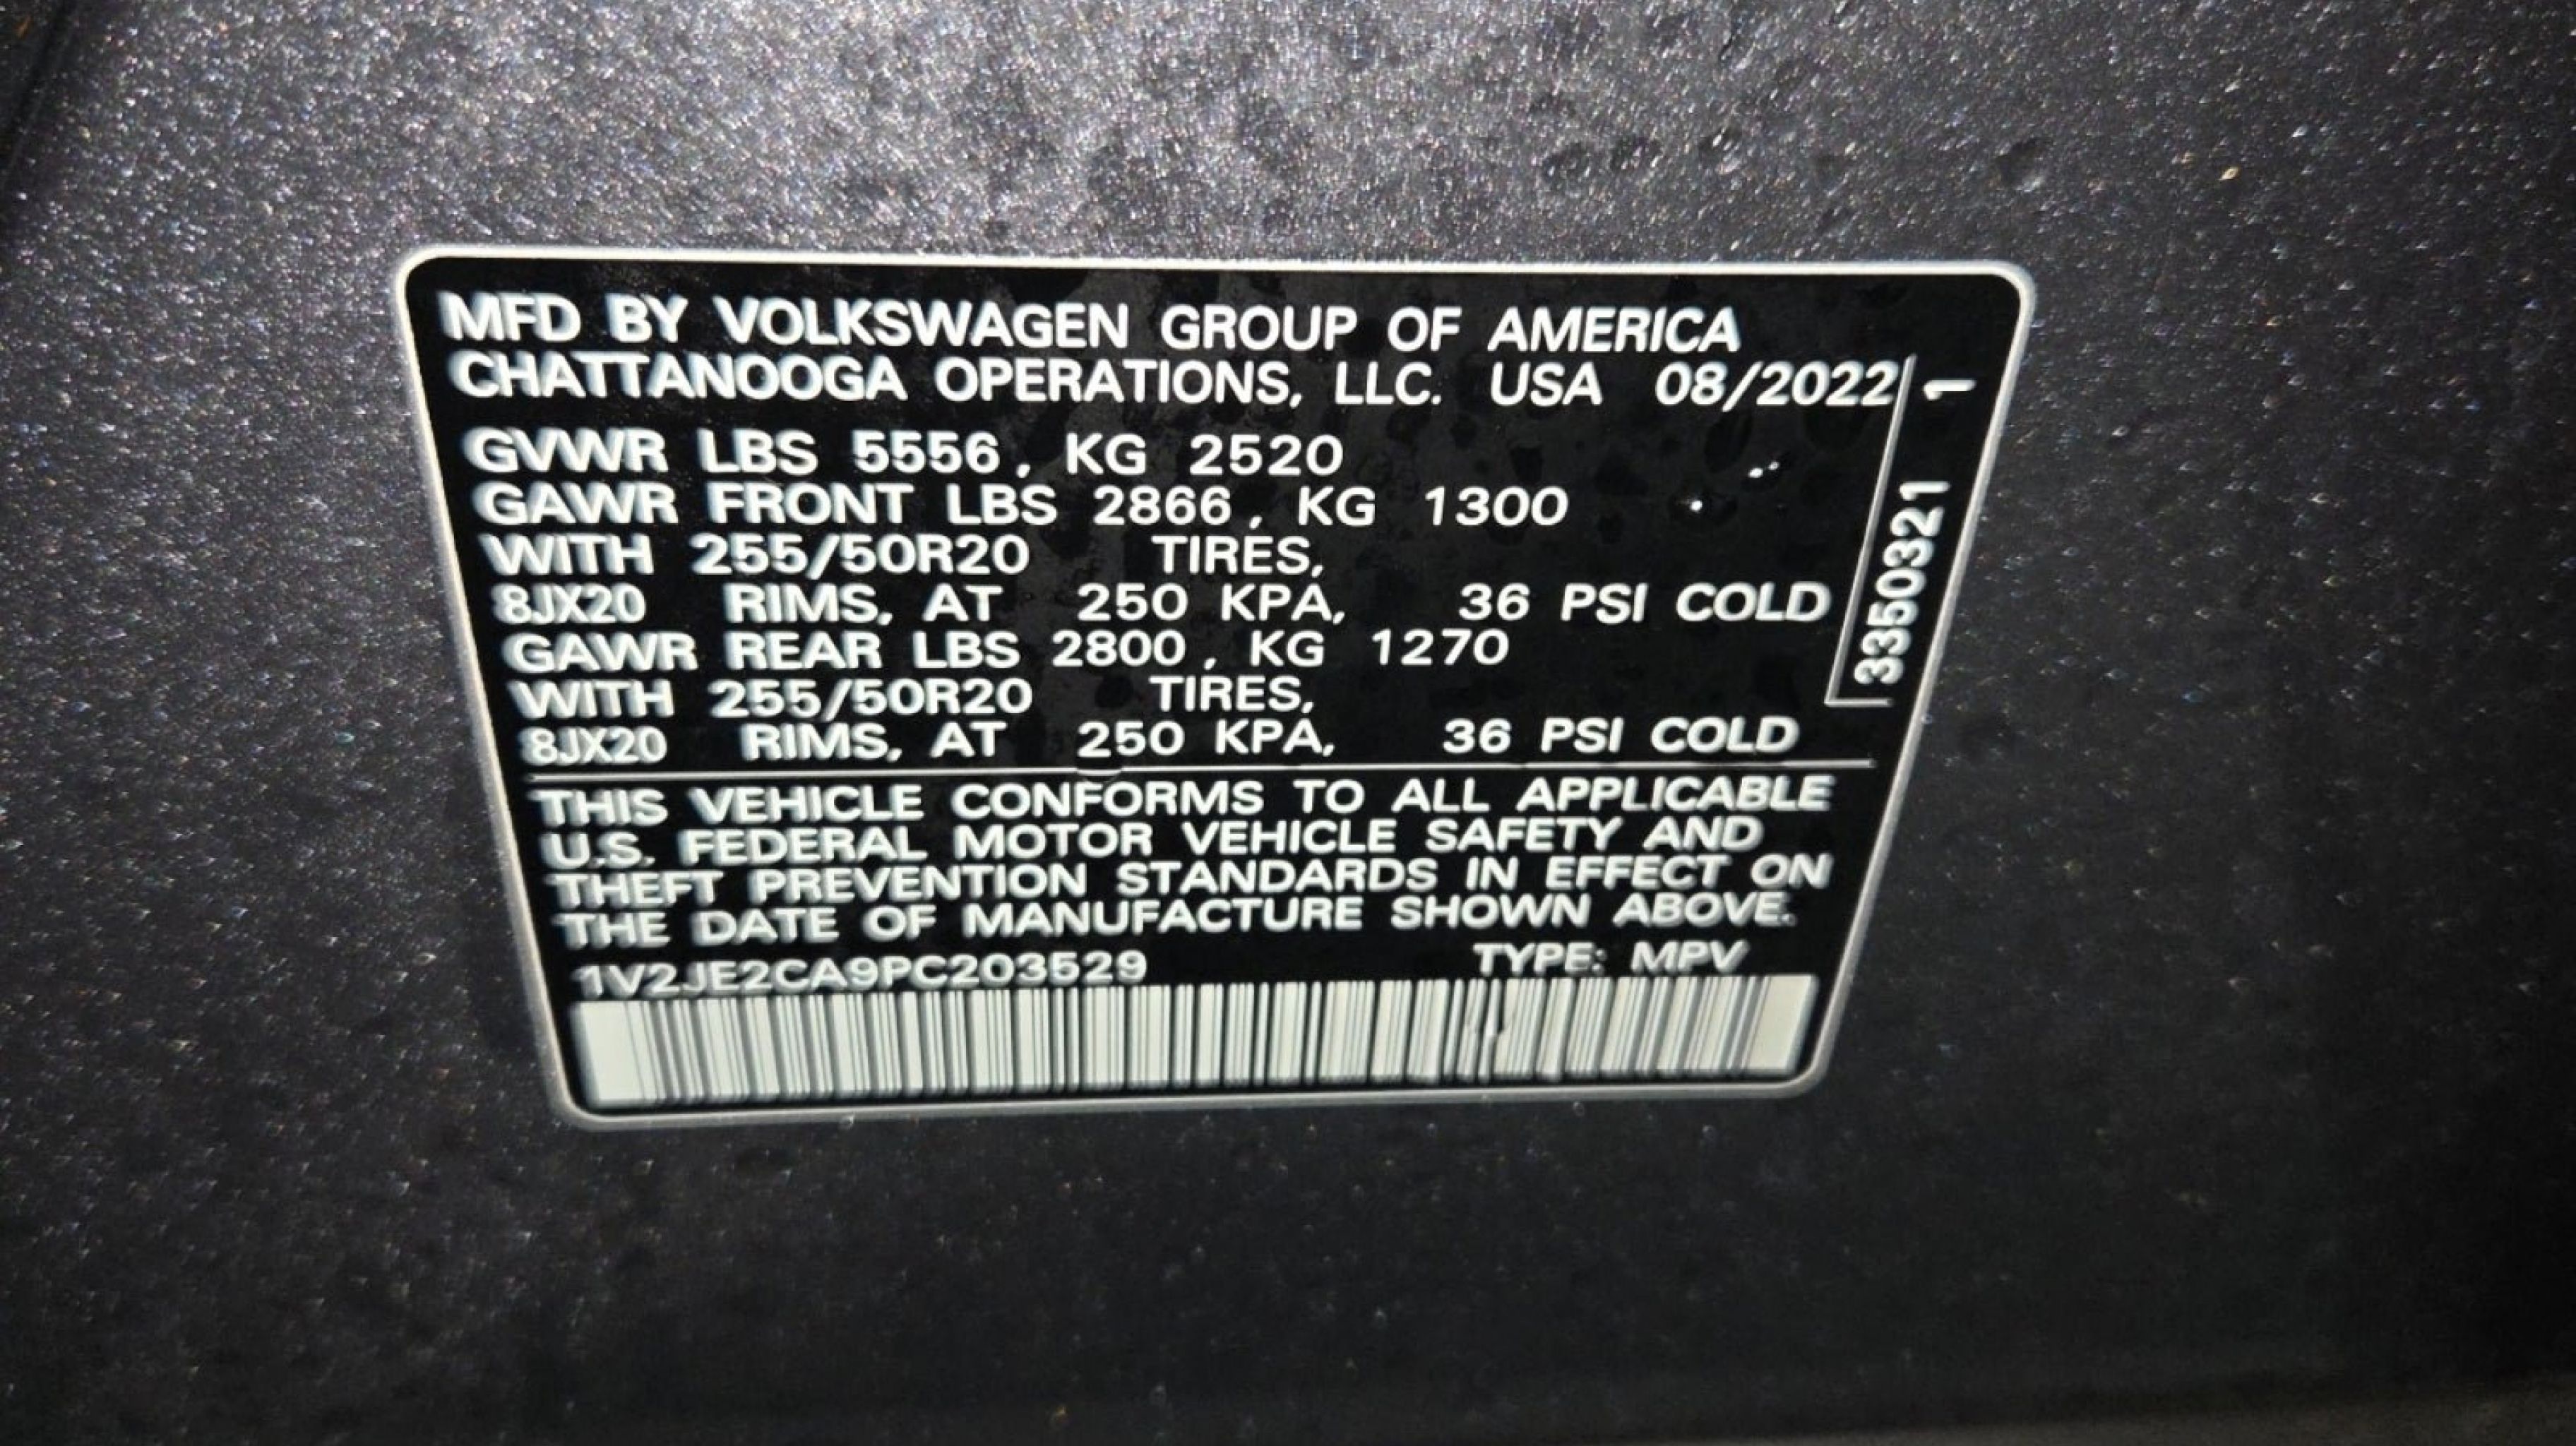 MFD BY VOLKSWAGEN GROUP OF AMERICA
CHATTANOOGA OPERATIONS, LLC. USA 08/2022
GVWR LBS 5556, KG 2520
GAWR FRONT LBS 2866, KG 1300
WITH 255/50R20 TIRES,
8JX20 RIMS, AT 250 KPA, 36 PSI COLD
GAWR REAR LBS 2800, KG 1270
WITH 255/50R20 TIRES,
8JX20 RIMS, AT 250 KPA, 36 PSI COLD
3350321 1
THIS VEHICLE CONFORMS TO ALL APPLICABLE
U.S. FEDERAL MOTOR VEHICLE SAFETY AND
THEFT PREVENTION STANDARDS IN EFFECT ON
THE DATE OF MANUFACTURE SHOWN ABOVE.
1V2JE2CA9PC203529 TYPE: MPV